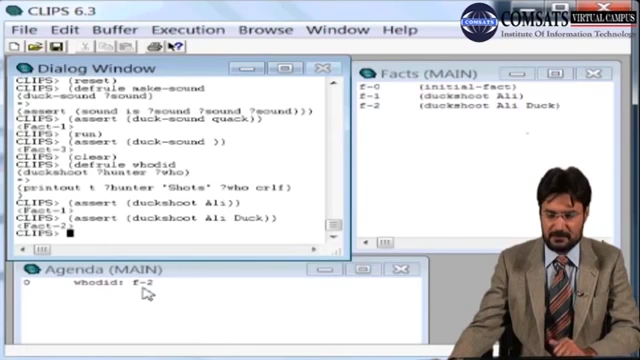 CLIPS 6.3
COMSATS VIRTUAL CAMPUS
Institute Of Information Technology
File Edit Buffer Execution Browse Window Help
Dialog Window
CLIPS> (reset)
CLIPS> (defrule make-sound
(duck-sound ?sound)
=>
(assert (sound is ?sound ?sound ?sound)))
CLIPS> (assert (duck-sound quack))
<Fact-1>
CLIPS> (run)
CLIPS> (assert (duck-sound ))
<Fact-3>
CLIPS> (clear)
CLIPS> (defrule whodid
(duckshoot ?hunter ?who)
=>
(printout t ?hunter "Shots" ?who crlf)
)
CLIPS> (assert (duckshoot Ali))
<Fact-1>
CLIPS> (assert (duckshoot Ali Duck))
<Fact-2>
CLIPS>
Facts (MAIN)
f-0 (initial-fact)
f-1 (duckshoot Ali)
f-2 (duckshoot Ali Duck)
Agenda (MAIN)
0 whodid: f-2